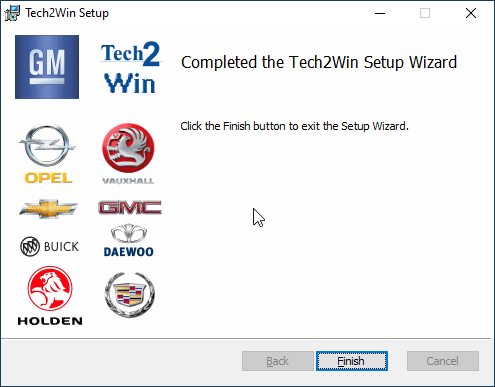 Tech2Win Setup
GM
Tech2
Win
Completed the Tech2Win Setup Wizard
Click the Finish button to exit the Setup Wizard.
OPEL
VAUXHALL
GMC
BUICK
DAEWOO
HOLDEN
Back
Finish
Cancel